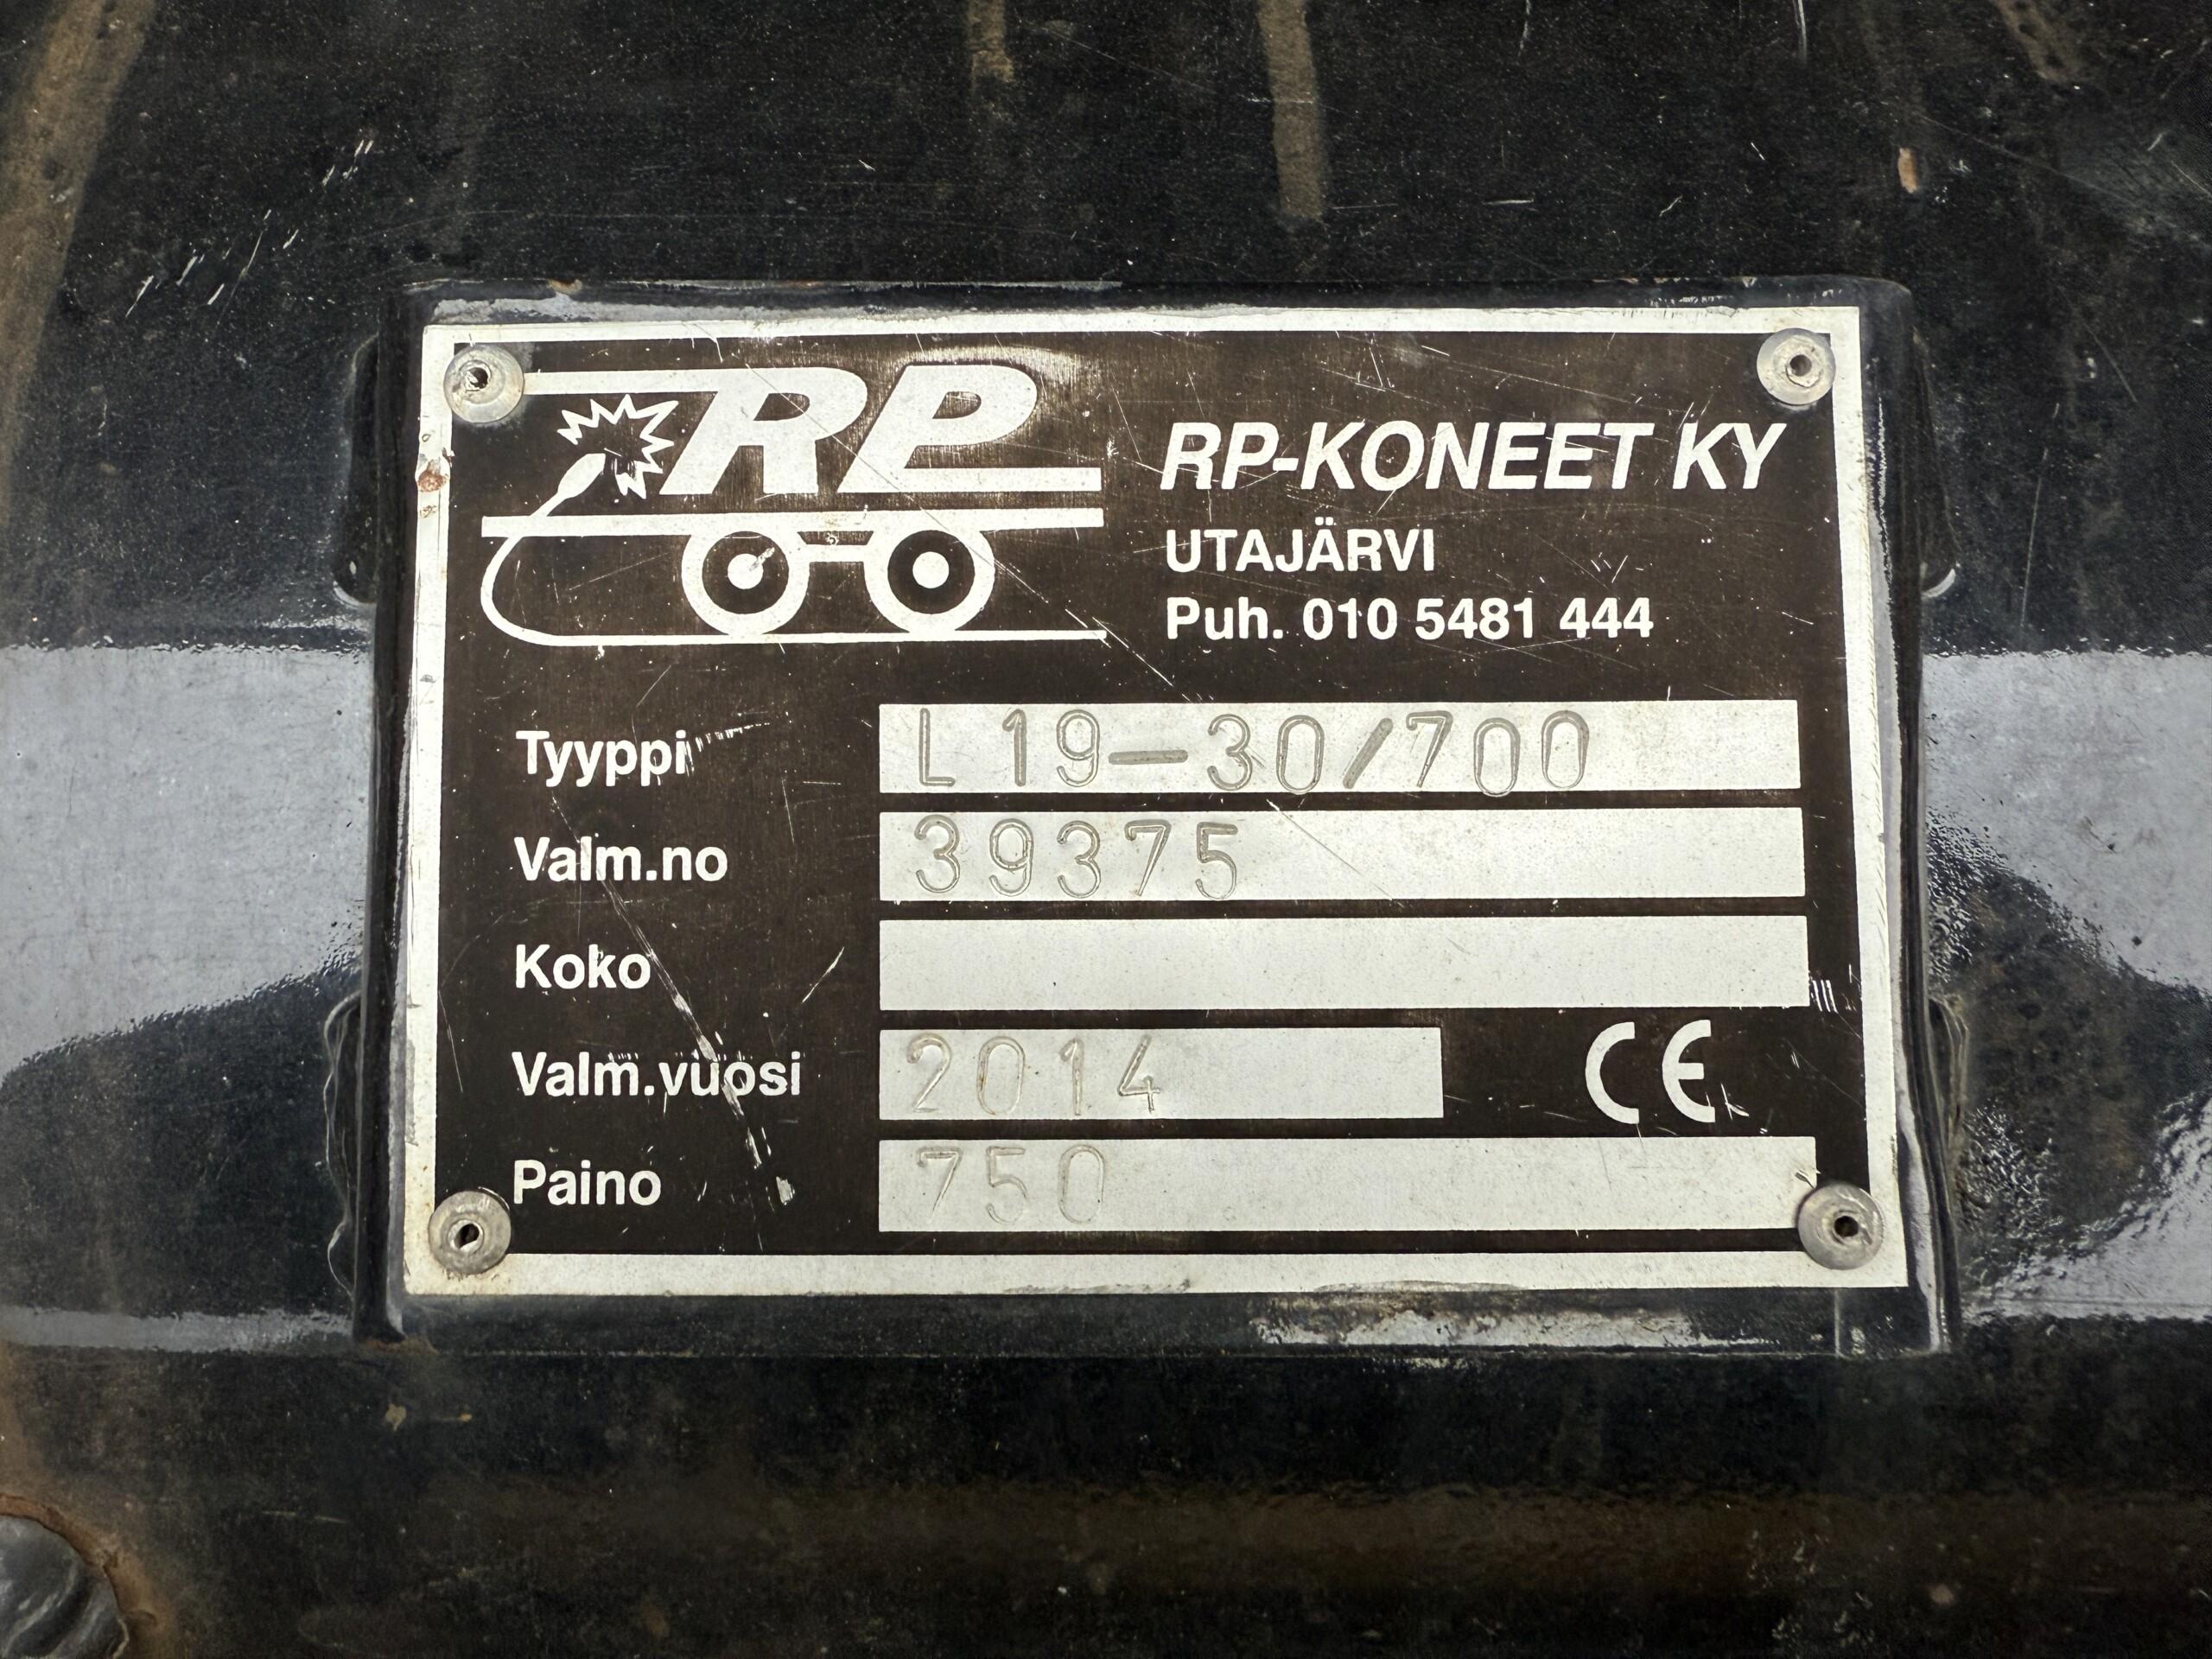 RP
RP-KONEET KY
UTAJÄRVI
Puh. 010 5481 444
Tyyppi L 19-30/700
Valm.no 39375
Koko
Valm.vuosi 2014 CE
Paino 750